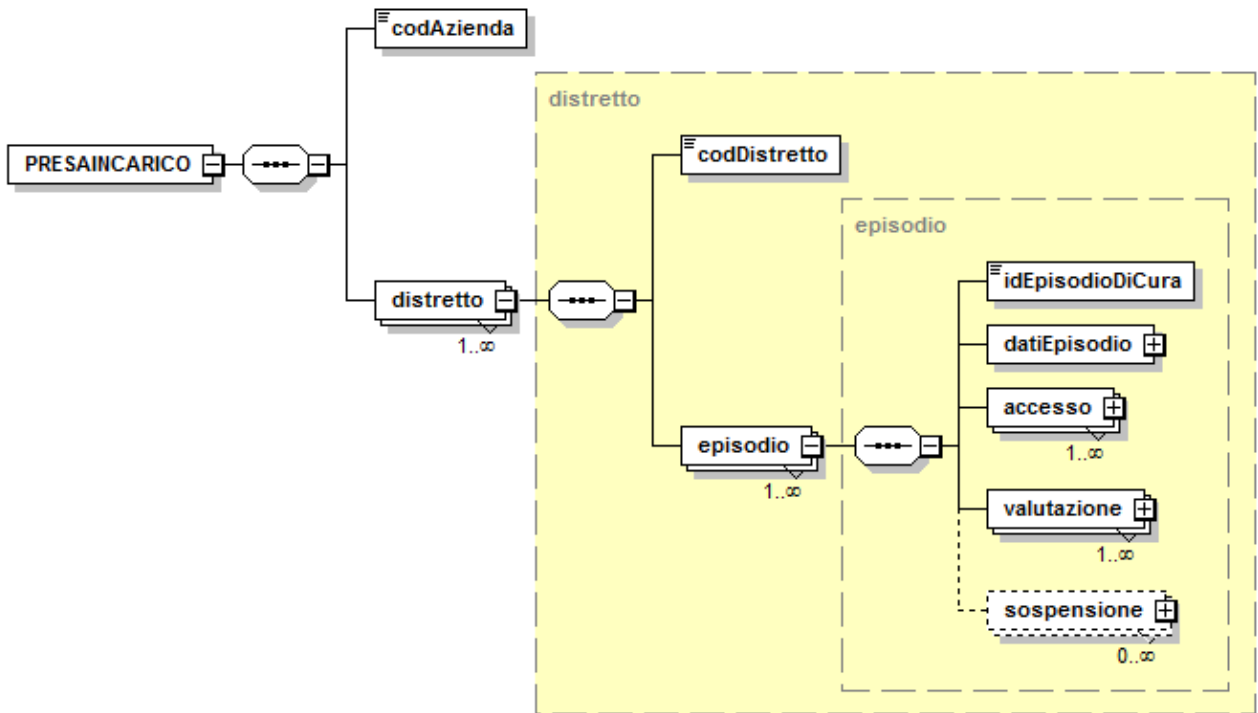 codAzienda
distretto
PRESAINCARICO
codDistretto
episodio
idEpisodioDiCura
distretto
1..∞
datiEpisodio
accesso
1..∞
episodio
1..∞
valutazione
1..∞
sospensione
0..∞